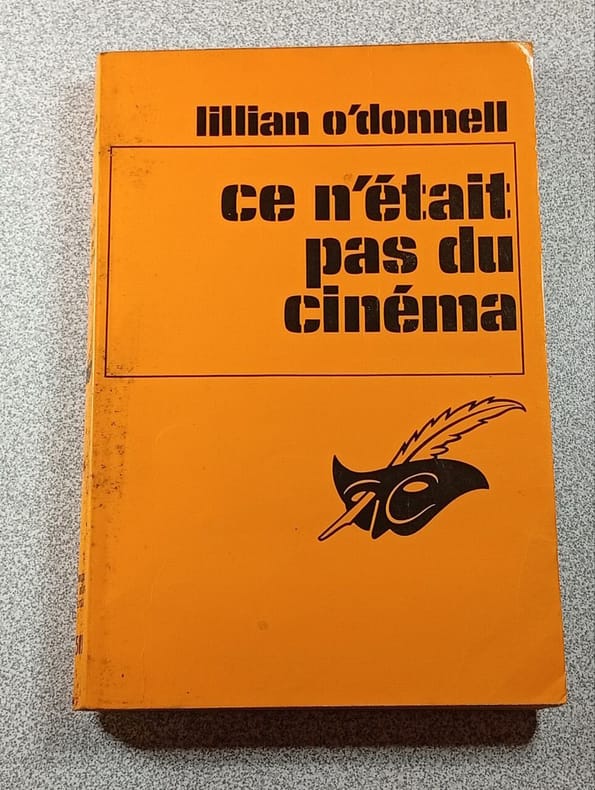 lillian o'donnell
ce n'était
pas du
cinéma